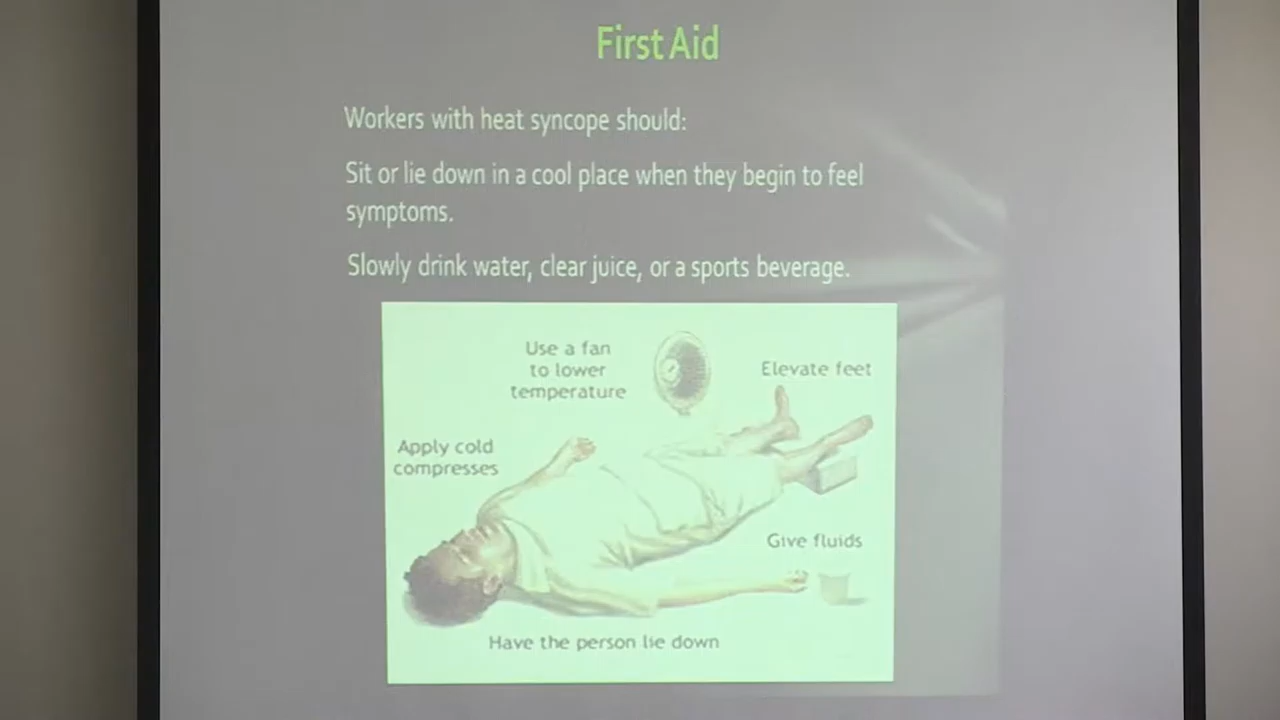 First Aid
Workers with heat syncope should:
Sit or lie down in a cool place when they begin to feel
symptoms.
Slowly drink water, clear juice, or a sports beverage.
Use a fan
to lower
temperature
Elevate feet
Apply cold
compresses
Give fluids
Have the person lie down